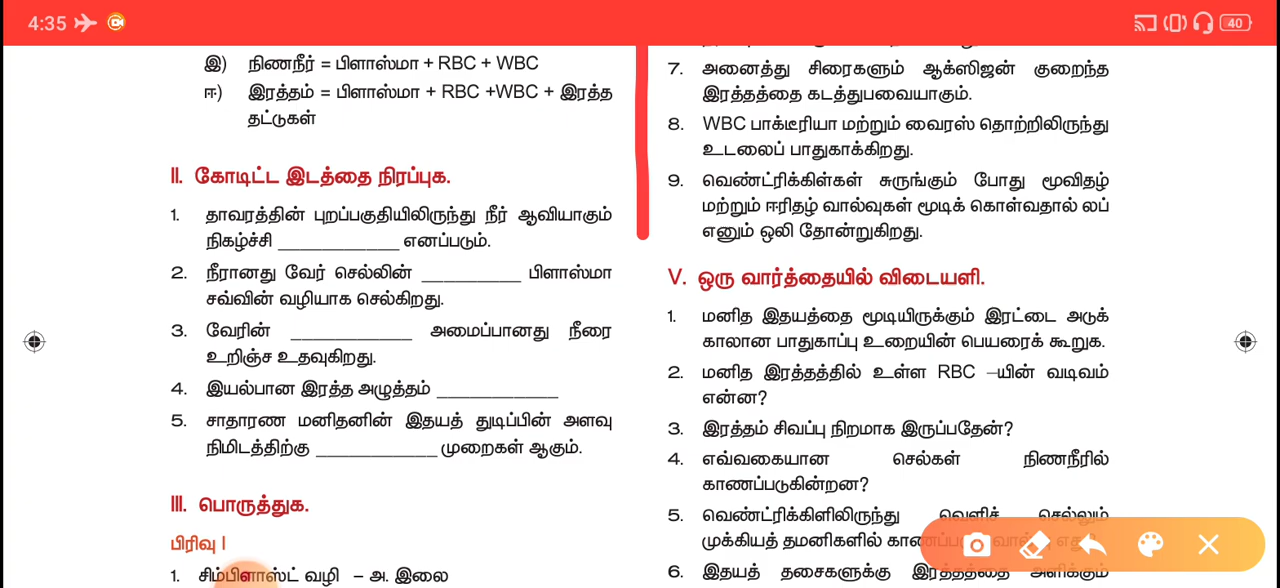 4:35
40
இ) நிணநீர் = பிளாஸ்மா + RBC + WBC
ஈ) இரத்தம் = பிளாஸ்மா + RBC +WBC + இரத்த
தட்டுகள்
II. கோடிட்ட இடத்தை நிரப்புக.
1. தாவரத்தின் புறப்பகுதியிலிருந்து நீர் ஆவியாகும்
நிகழ்ச்சி ____________ எனப்படும்.
2. நீரானது வேர் செல்லின் __________ பிளாஸ்மா
சவ்வின் வழியாக செல்கிறது.
3. வேரின் ____________ அமைப்பானது நீரை
உறிஞ்ச உதவுகிறது.
4. இயல்பான இரத்த அழுத்தம் ____________
5. சாதாரண மனிதனின் இதயத் துடிப்பின் அளவு
நிமிடத்திற்கு ____________ முறைகள் ஆகும்.
III. பொருத்துக.
பிரிவு I
1. சிம்பிளாஸ்ட் வழி – அ. இலை
7. அனைத்து சிரைகளும் ஆக்ஸிஜன் குறைந்த
இரத்தத்தை கடத்துபவையாகும்.
8. WBC பாக்டீரியா மற்றும் வைரஸ் தொற்றிலிருந்து
உடலைப் பாதுகாக்கிறது.
9. வெண்ட்ரிக்கிள்கள் சுருங்கும் போது மூவிதழ்
மற்றும் ஈரிதழ் வால்வுகள் மூடிக் கொள்வதால் லப்
எனும் ஒலி தோன்றுகிறது.
V. ஒரு வார்த்தையில் விடையளி.
1. மனித இதயத்தை மூடியிருக்கும் இரட்டை அடுக்
காலான பாதுகாப்பு உறையின் பெயரைக் கூறுக.
2. மனித இரத்தத்தில் உள்ள RBC –யின் வடிவம்
என்ன?
3. இரத்தம் சிவப்பு நிறமாக இருப்பதேன்?
4. எவ்வகையான செல்கள் நிணநீரில்
காணப்படுகின்றன?
5. வெண்ட்ரிக்கிளிலிருந்து வெளிச் செல்லும்
முக்கியத் தமனிகளில்
6. இதயத் தசைகளுக்கு இரத்தத்தை அளிக்கும்